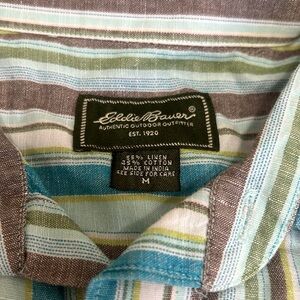 Eddie Bauer®
AUTHENTIC OUTDOOR OUTFITTER
EST. 1920
55% LINEN
45% COTTON
MADE IN INDIA
SEE SIDE FOR CARE
M